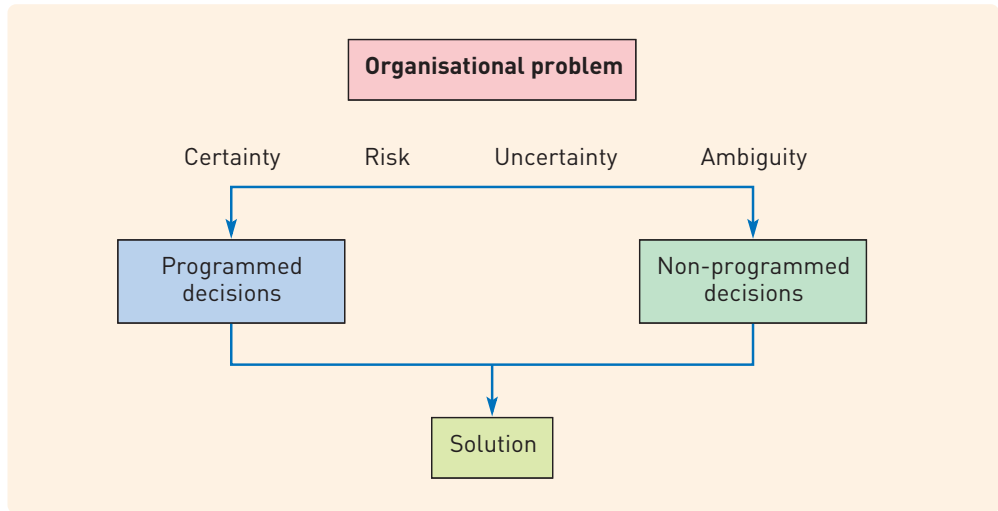 Organisational problem
Certainty Risk Uncertainty Ambiguity
Programmed
decisions
Non-programmed
decisions
Solution